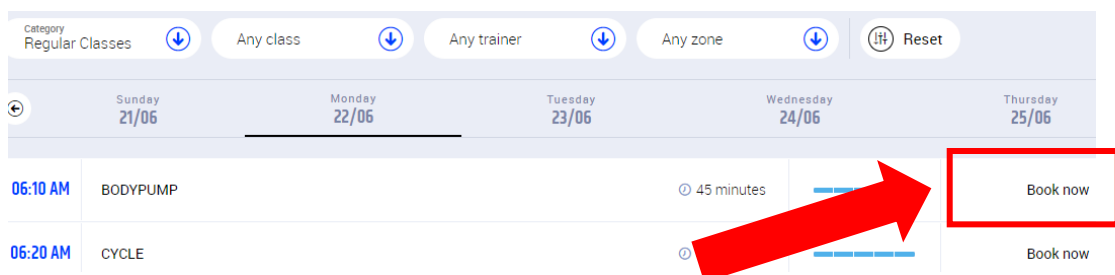 Category
Regular Classes Any class Any trainer Any zone Reset
Sunday Monday Tuesday Wednesday Thursday
21/06 22/06 23/06 24/06 25/06
06:10 AM BODYPUMP 45 minutes Book now
06:20 AM CYCLE Book now